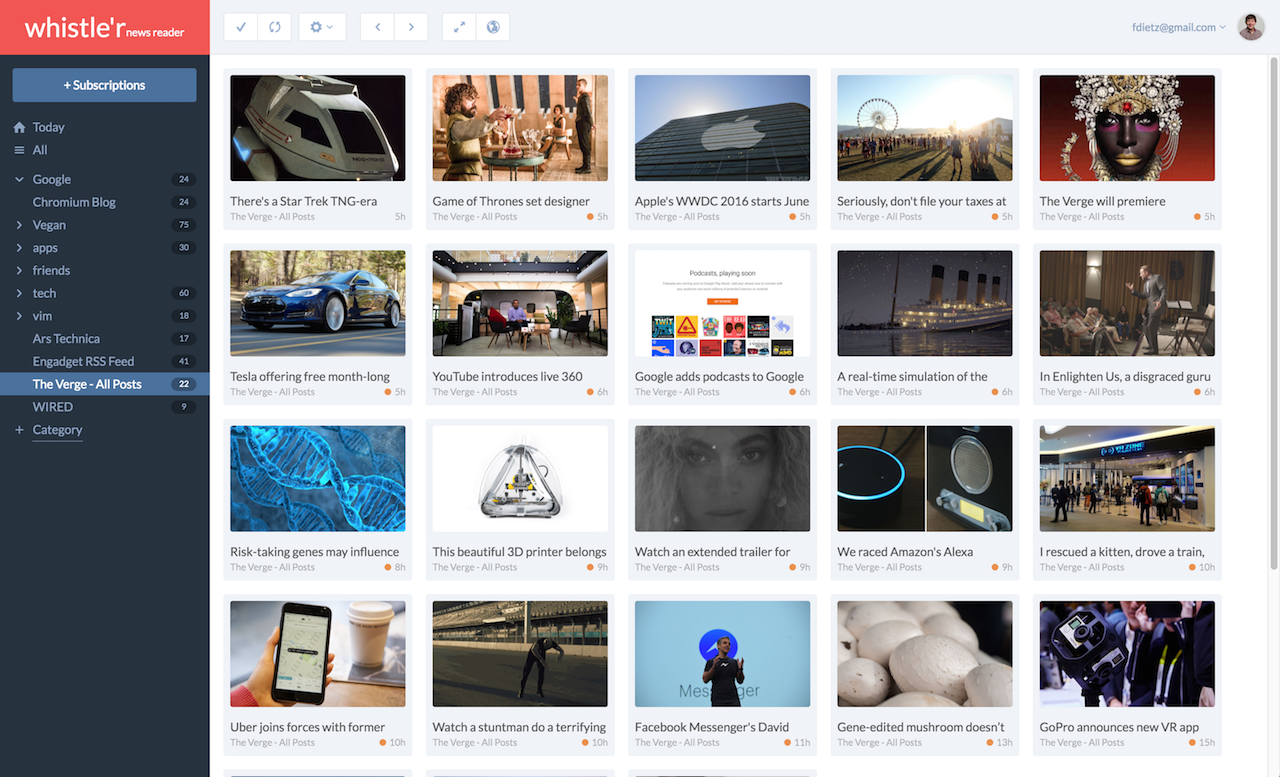 whistle'r news reader
fdietz@gmail.com
+ Subscriptions
Today
All
Google 24
Chromium Blog 24
Vegan 75
apps 30
friends
tech 60
vim 18
Ars Technica 17
Engadget RSS Feed 41
The Verge - All Posts 22
WIRED 9
+ Category
There's a Star Trek TNG-era
The Verge - All Posts 5h
Game of Thrones set designer
The Verge - All Posts 5h
THE VERGE
Apple's WWDC 2016 starts June
The Verge - All Posts 5h
Seriously, don't file your taxes at
The Verge - All Posts 5h
The Verge will premiere
The Verge - All Posts 5h
Tesla offering free month-long
The Verge - All Posts 5h
YouTube introduces live 360
The Verge - All Posts 6h
Podcasts, playing soon
Google adds podcasts to Google
The Verge - All Posts 6h
A real-time simulation of the
The Verge - All Posts 6h
In Enlighten Us, a disgraced guru
The Verge - All Posts 6h
Risk-taking genes may influence
The Verge - All Posts 8h
This beautiful 3D printer belongs
The Verge - All Posts 9h
Watch an extended trailer for
The Verge - All Posts 9h
We raced Amazon's Alexa
The Verge - All Posts 9h
VR ZONE
I rescued a kitten, drove a train,
The Verge - All Posts 10h
Uber joins forces with former
The Verge - All Posts 10h
Watch a stuntman do a terrifying
The Verge - All Posts 10h
Facebook Messenger's David
The Verge - All Posts 11h
Gene-edited mushroom doesn't
The Verge - All Posts 13h
GoPro announces new VR app
The Verge - All Posts 15h